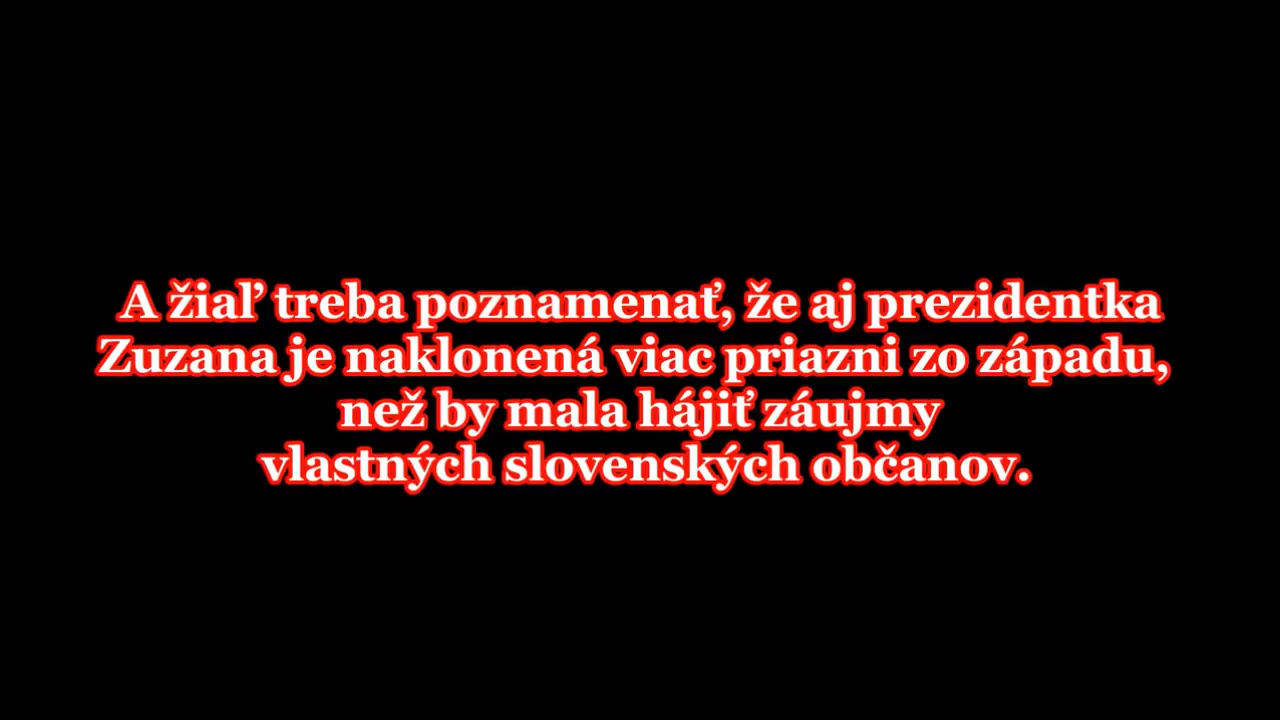 A žiaľ treba poznamenať, že aj prezidentka
Zuzana je naklonená viac priazni zo západu,
než by mala hájiť záujmy
vlastných slovenských občanov.